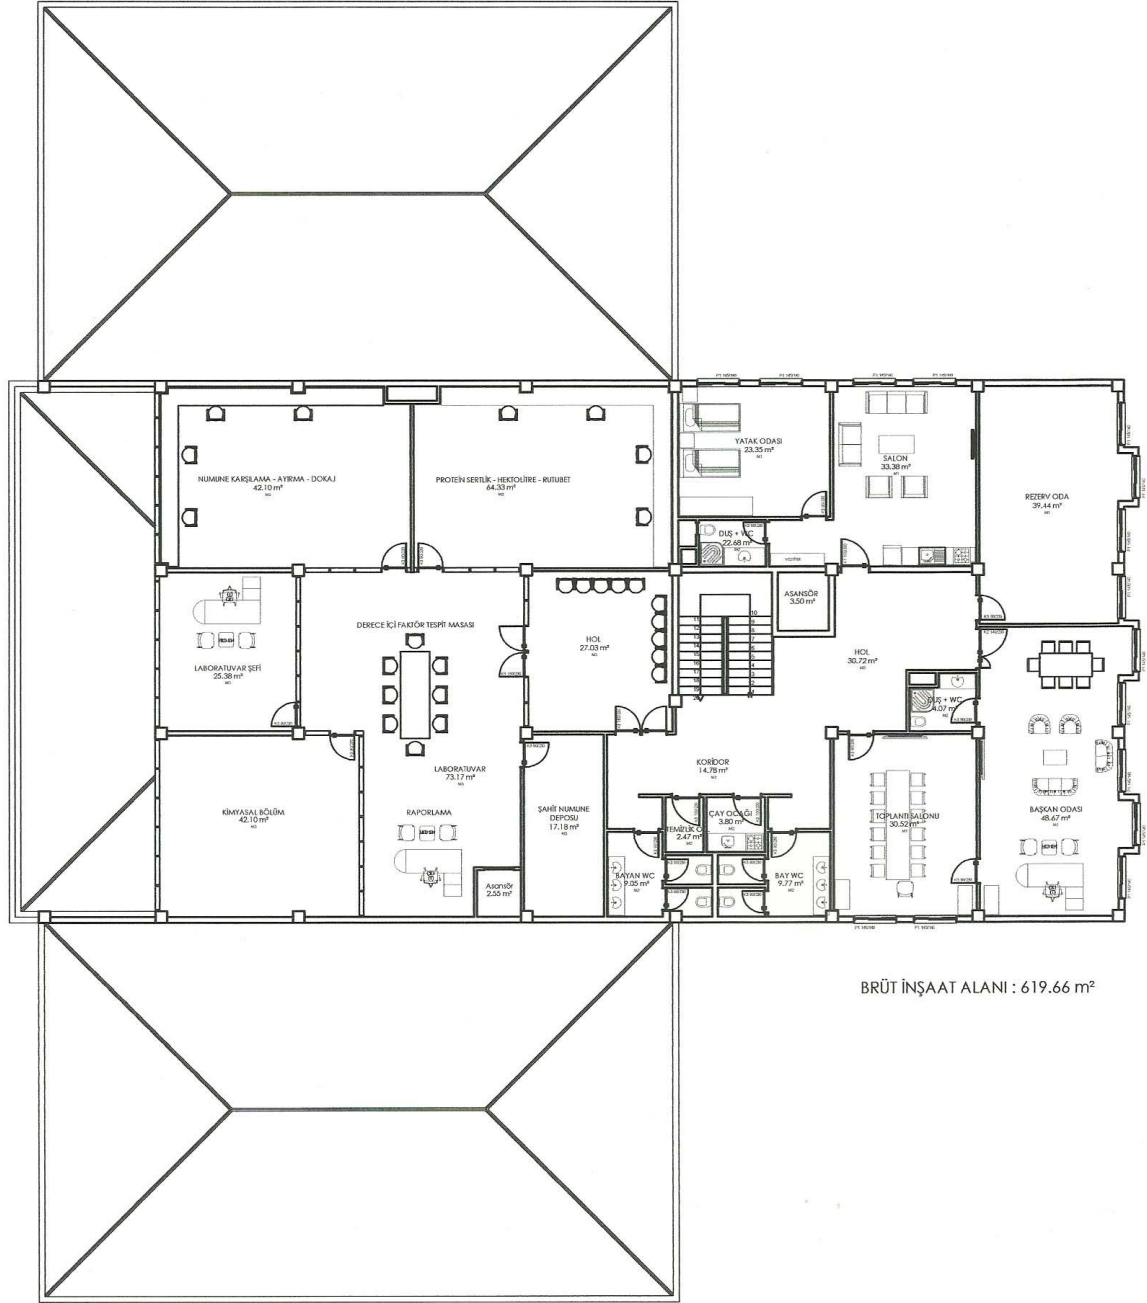 YATAK ODASI
23.35 m²
SALON
33.38 m²
NUMUNE KARŞILAMA - AYIRMA - DOKAJ
42.10 m²
PROTEİN SERTLİK - HEKTOLİTRE - RUTUBET
64.33 m²
REZERV ODA
39.44 m²
DUŞ + WC
22.68 m²
ASANSÖR
3.50 m²
DERECE İÇİ FAKTÖR TESPİT MASASI
HOL
27.03 m²
HOL
30.72 m²
LABORATUVAR ŞEFİ
25.38 m²
DUŞ + WC
4.07 m²
KORİDOR
14.78 m²
LABORATUVAR
73.17 m²
KİMYASAL BÖLÜM
42.10 m²
RAPORLAMA
ŞAHİT NUMUNE
DEPOSU
17.18 m²
TEMİZLİK O.
2.47 m²
ÇAY OCAĞI
3.80 m²
TOPLANTI SALONU
30.52 m²
BAŞKAN ODASI
48.67 m²
Asansör
2.55 m²
BAYAN WC
9.05 m²
BAY WC
9.77 m²
BRÜT İNŞAAT ALANI : 619.66 m²